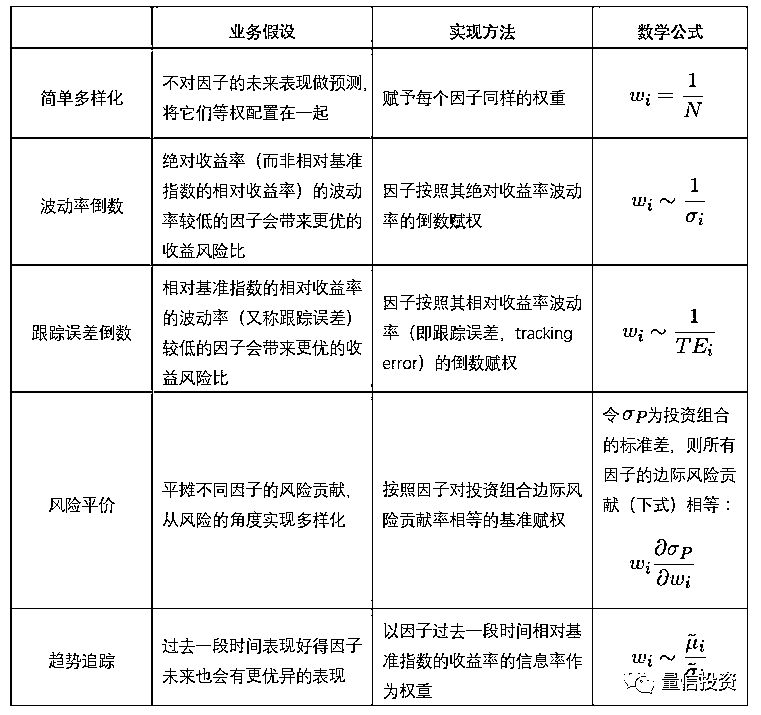 业务假设 实现方法 数学公式
简单多样化
不对因子的未来表现做预测,
将它们等权配置在一起
赋予每个因子同样的权重
w_i = 1/N
波动率倒数
绝对收益率（而非相对基准
指数的相对收益率）的波动
率较低的因子会带来更优的
收益风险比
因子按照其绝对收益率波动
率的倒数赋权
w_i ∼ 1/σ_i
跟踪误差倒数
相对基准指数的相对收益率
的波动率（又称跟踪误差）
较低的因子会带来更优的收
益风险比
因子按照其相对收益率波动
率（即跟踪误差, tracking
error）的倒数赋权
w_i ∼ 1/TE_i
风险平价
平摊不同因子的风险贡献,
从风险的角度实现多样化
按照因子对投资组合边际风
险贡献率相等的基准赋权
令σ_P为投资组合
的标准差, 则所有
因子的边际风险贡
献（下式）相等：
w_i ∂σ_P/∂w_i
趋势追踪
过去一段时间表现好得因子
未来也会有更优异的表现
以因子过去一段时间相对基
准指数的收益率的信息率作
为权重
w_i ∼ μ̃_i/σ̃_i
量信投资